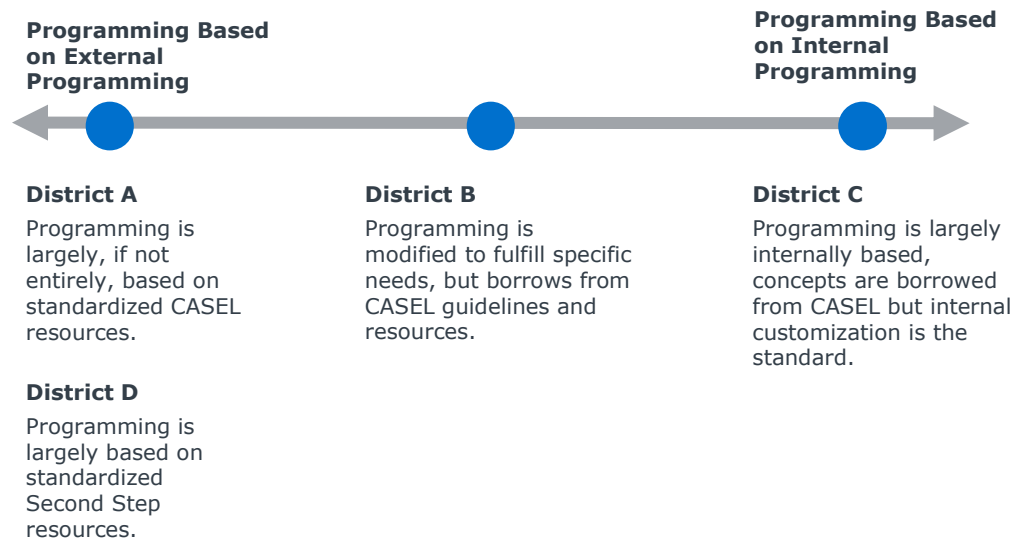 Programming Based
on External
Programming
Programming Based
on Internal
Programming
District A
Programming is
largely, if not
entirely, based on
standardized CASEL
resources.
District B
Programming is
modified to fulfill specific
needs, but borrows from
CASEL guidelines and
resources.
District C
Programming is largely
internally based,
concepts are borrowed
from CASEL but internal
customization is the
standard.
District D
Programming is
largely based on
standardized
Second Step
resources.